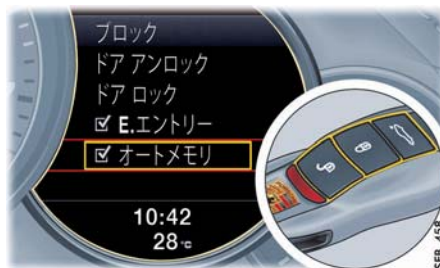 ブロック
ドア アンロック
ドア ロック
☑ E.エントリー
☑ オートメモリ
10:42
28 °C